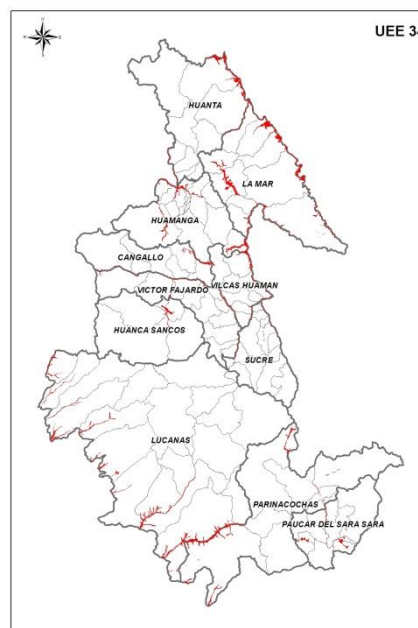 UEE 34
HUANTA
LA MAR
HUAMANGA
CANGALLO
VICTOR FAJARDO
VILCAS HUAMAN
HUANCA SANCOS
SUCRE
LUCANAS
PARINACOCHAS
PAUCAR DEL SARA SARA